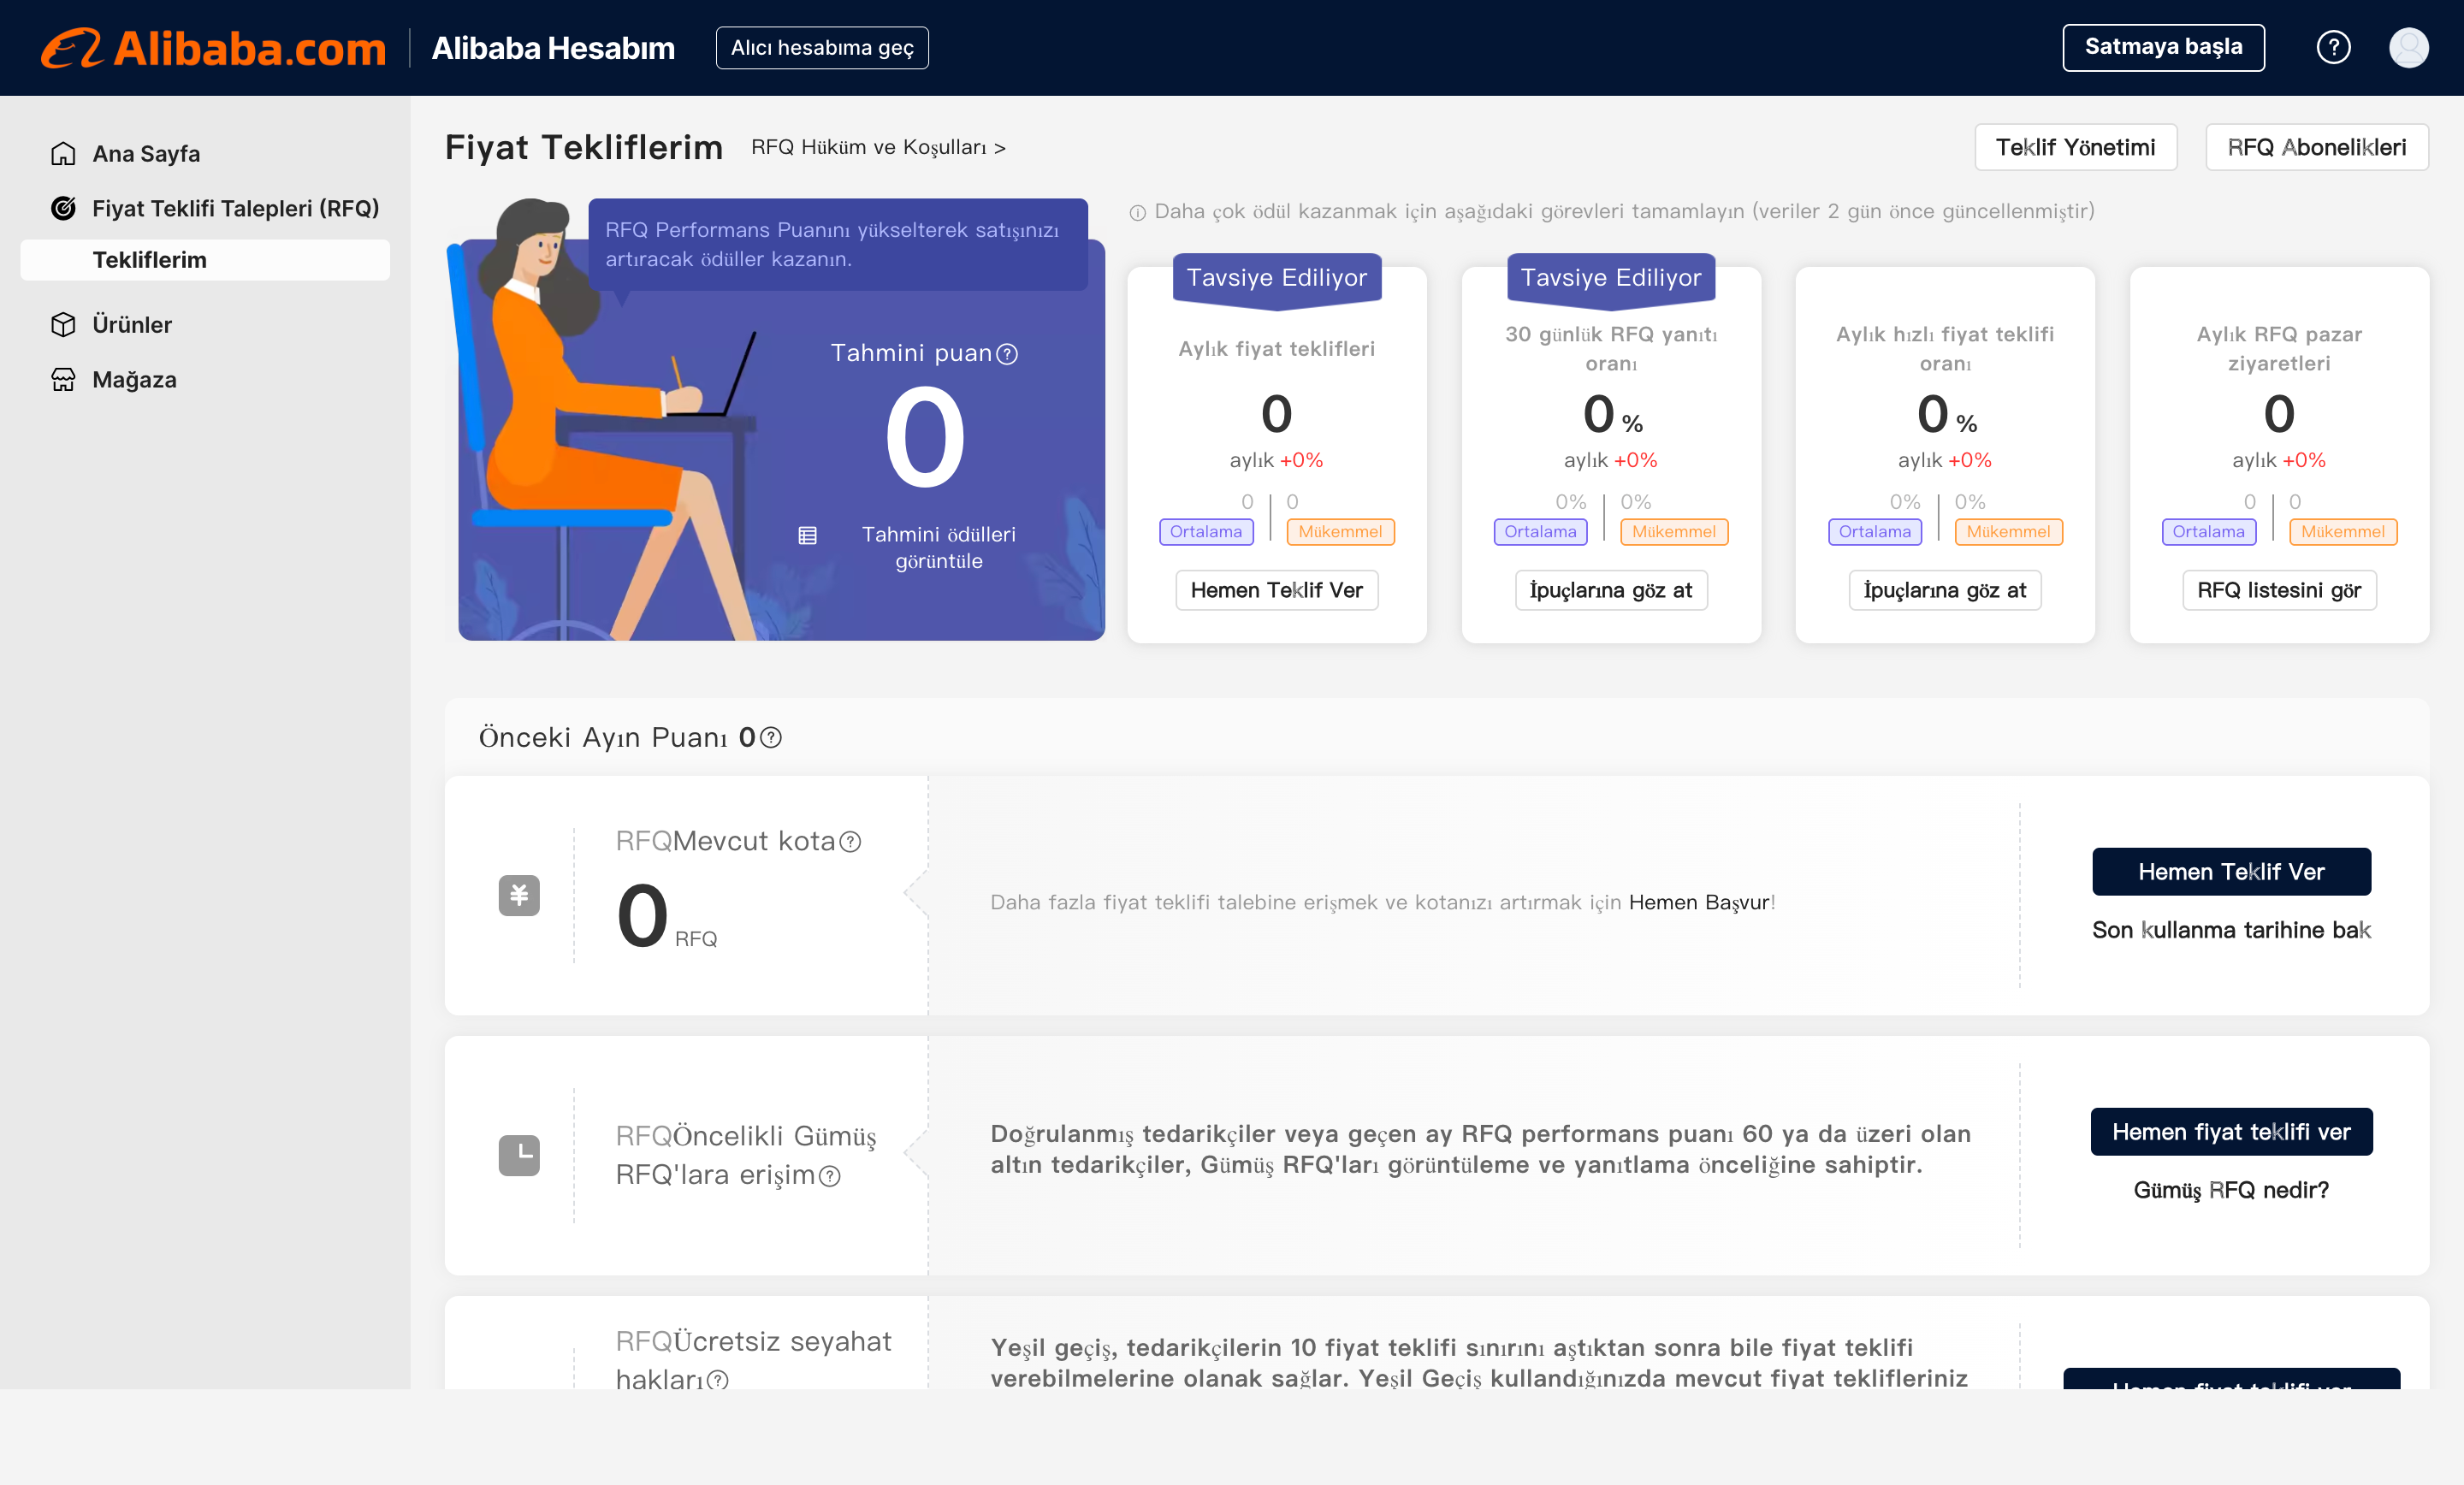 Alibaba.com
Alibaba Hesabım
Alıcı hesabıma geç
Satmaya başla
Ana Sayfa
Fiyat Teklifi Talepleri (RFQ)
Tekliflerim
Ürünler
Mağaza
Fiyat Tekliflerim
RFQ Hüküm ve Koşulları >
Teklif Yönetimi
RFQ Abonelikleri
RFQ Performans Puanını yükselterek satışınızı
artıracak ödüller kazanın.
Tahmini puan
0
Tahmini ödülleri
görüntüle
Daha çok ödül kazanmak için aşağıdaki görevleri tamamlayın (veriler 2 gün önce güncellenmiştir)
Tavsiye Ediliyor
Aylık fiyat teklifleri
0
aylık +0%
0 0
Ortalama Mükemmel
Hemen Teklif Ver
Tavsiye Ediliyor
30 günlük RFQ yanıtı
oranı
0 %
aylık +0%
0% 0%
Ortalama Mükemmel
İpuçlarına göz at
Aylık hızlı fiyat teklifi
oranı
0 %
aylık +0%
0% 0%
Ortalama Mükemmel
İpuçlarına göz at
Aylık RFQ pazar
ziyaretleri
0
aylık +0%
0 0
Ortalama Mükemmel
RFQ listesini gör
Önceki Ayın Puanı 0
RFQMevcut kota
0 RFQ
Daha fazla fiyat teklifi talebine erişmek ve kotanızı artırmak için Hemen Başvur!
Hemen Teklif Ver
Son kullanma tarihine bak
RFQÖncelikli Gümüş
RFQ'lara erişim
Doğrulanmış tedarikçiler veya geçen ay RFQ performans puanı 60 ya da üzeri olan
altın tedarikçiler, Gümüş RFQ'ları görüntüleme ve yanıtlama önceliğine sahiptir.
Hemen fiyat teklifi ver
Gümüş RFQ nedir?
RFQÜcretsiz seyahat
hakları
Yeşil geçiş, tedarikçilerin 10 fiyat teklifi sınırını aştıktan sonra bile fiyat teklifi
verebilmelerine olanak sağlar. Yeşil Geçiş kullandığınızda mevcut fiyat teklifleriniz
Hemen fiyat teklifi ver